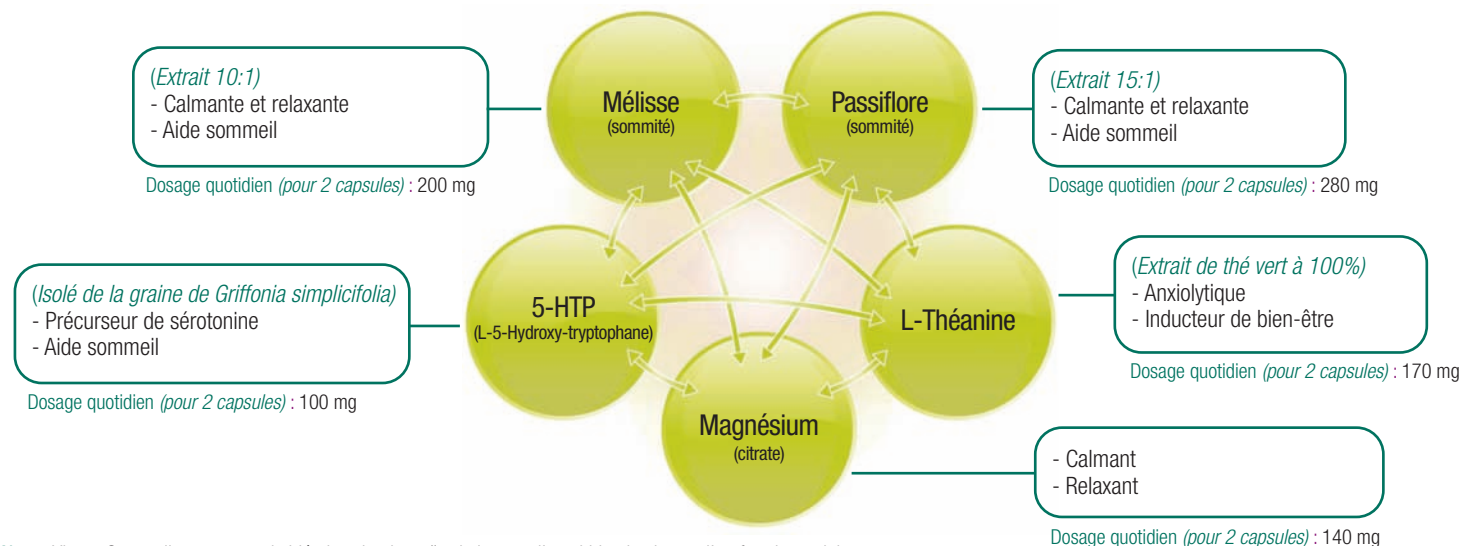 (Extrait 10:1)
- Calmante et relaxante
- Aide sommeil
Dosage quotidien (pour 2 capsules) : 200 mg
Mélisse
(sommité)
Passiflore
(sommité)
(Extrait 15:1)
- Calmante et relaxante
- Aide sommeil
Dosage quotidien (pour 2 capsules) : 280 mg
(Isolé de la graine de Griffonia simplicifolia)
- Précurseur de sérotonine
- Aide sommeil
Dosage quotidien (pour 2 capsules) : 100 mg
5-HTP
(L-5-Hydroxy-tryptophane)
L-Théanine
(Extrait de thé vert à 100%)
- Anxiolytique
- Inducteur de bien-être
Dosage quotidien (pour 2 capsules) : 170 mg
Magnésium
(citrate)
- Calmant
- Relaxant
Dosage quotidien (pour 2 capsules) : 140 mg